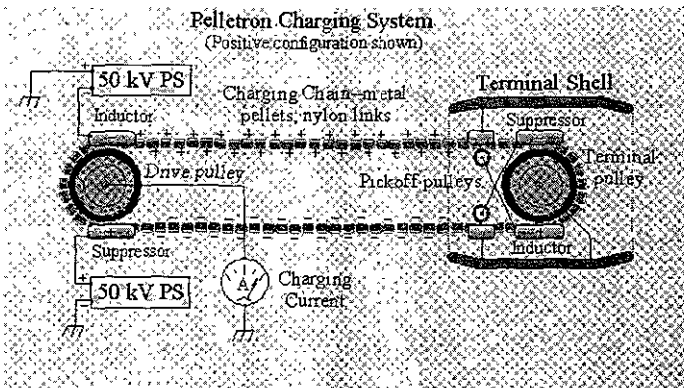 Pelletron Charging System
(Positive configuration shown)
50 kV PS
Inductor
Charging Chain--metal
pellets, nylon links
Terminal Shell
Suppressor
Drive pulley
Pickoff pulleys
Terminal
pulley
Suppressor
Inductor
50 kV PS
A
Charging
Current